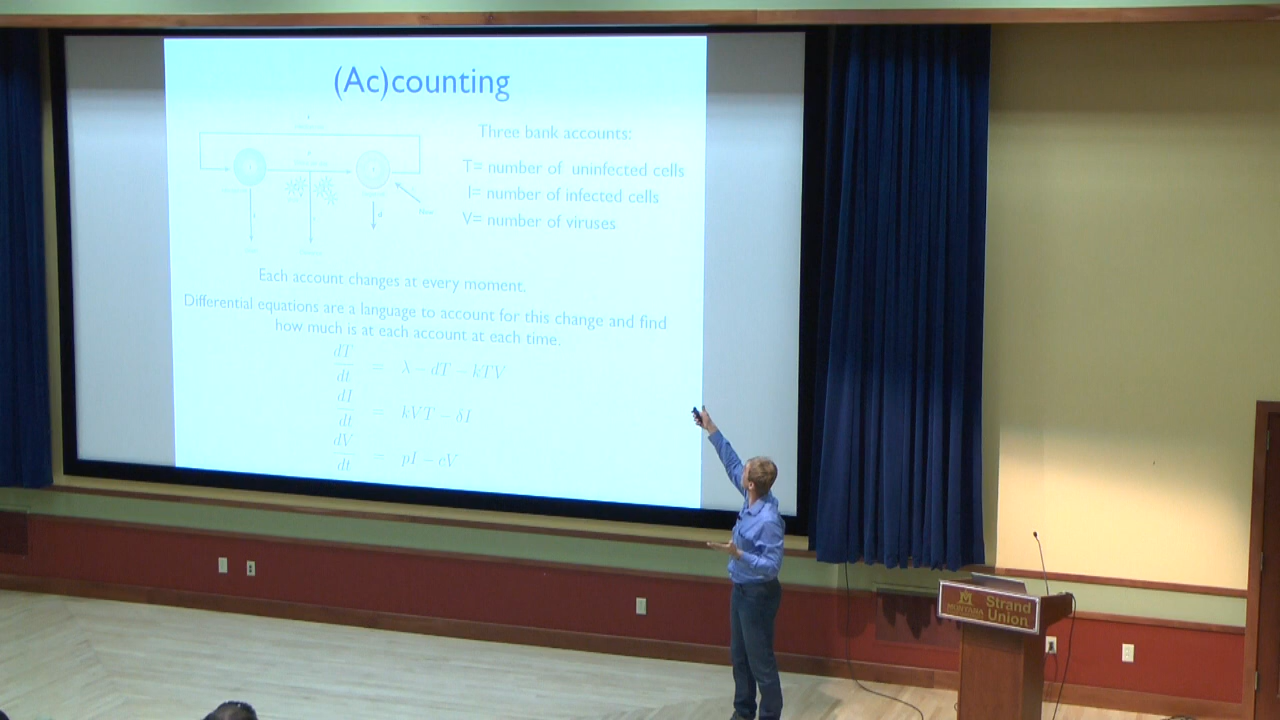 (Ac)counting
Three bank accounts:
T= number of uninfected cells
I= number of infected cells
V= number of viruses
d
Each account changes at every moment.
Differential equations are a language to account for this change and find
how much is at each account at each time.
dT/dt = λ − dT − kTV
dI/dt = kVT − δI
dV/dt = pI − cV
M
MONTANA
Strand
Union